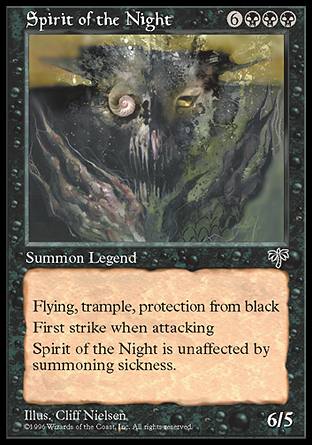 Spirit of the Night 6
Summon Legend
Flying, trample, protection from black
First strike when attacking
Spirit of the Night is unaffected by
summoning sickness.
Illus. Cliff Nielsen
©1996 Wizards of the Coast, Inc. All rights reserved.
6/5